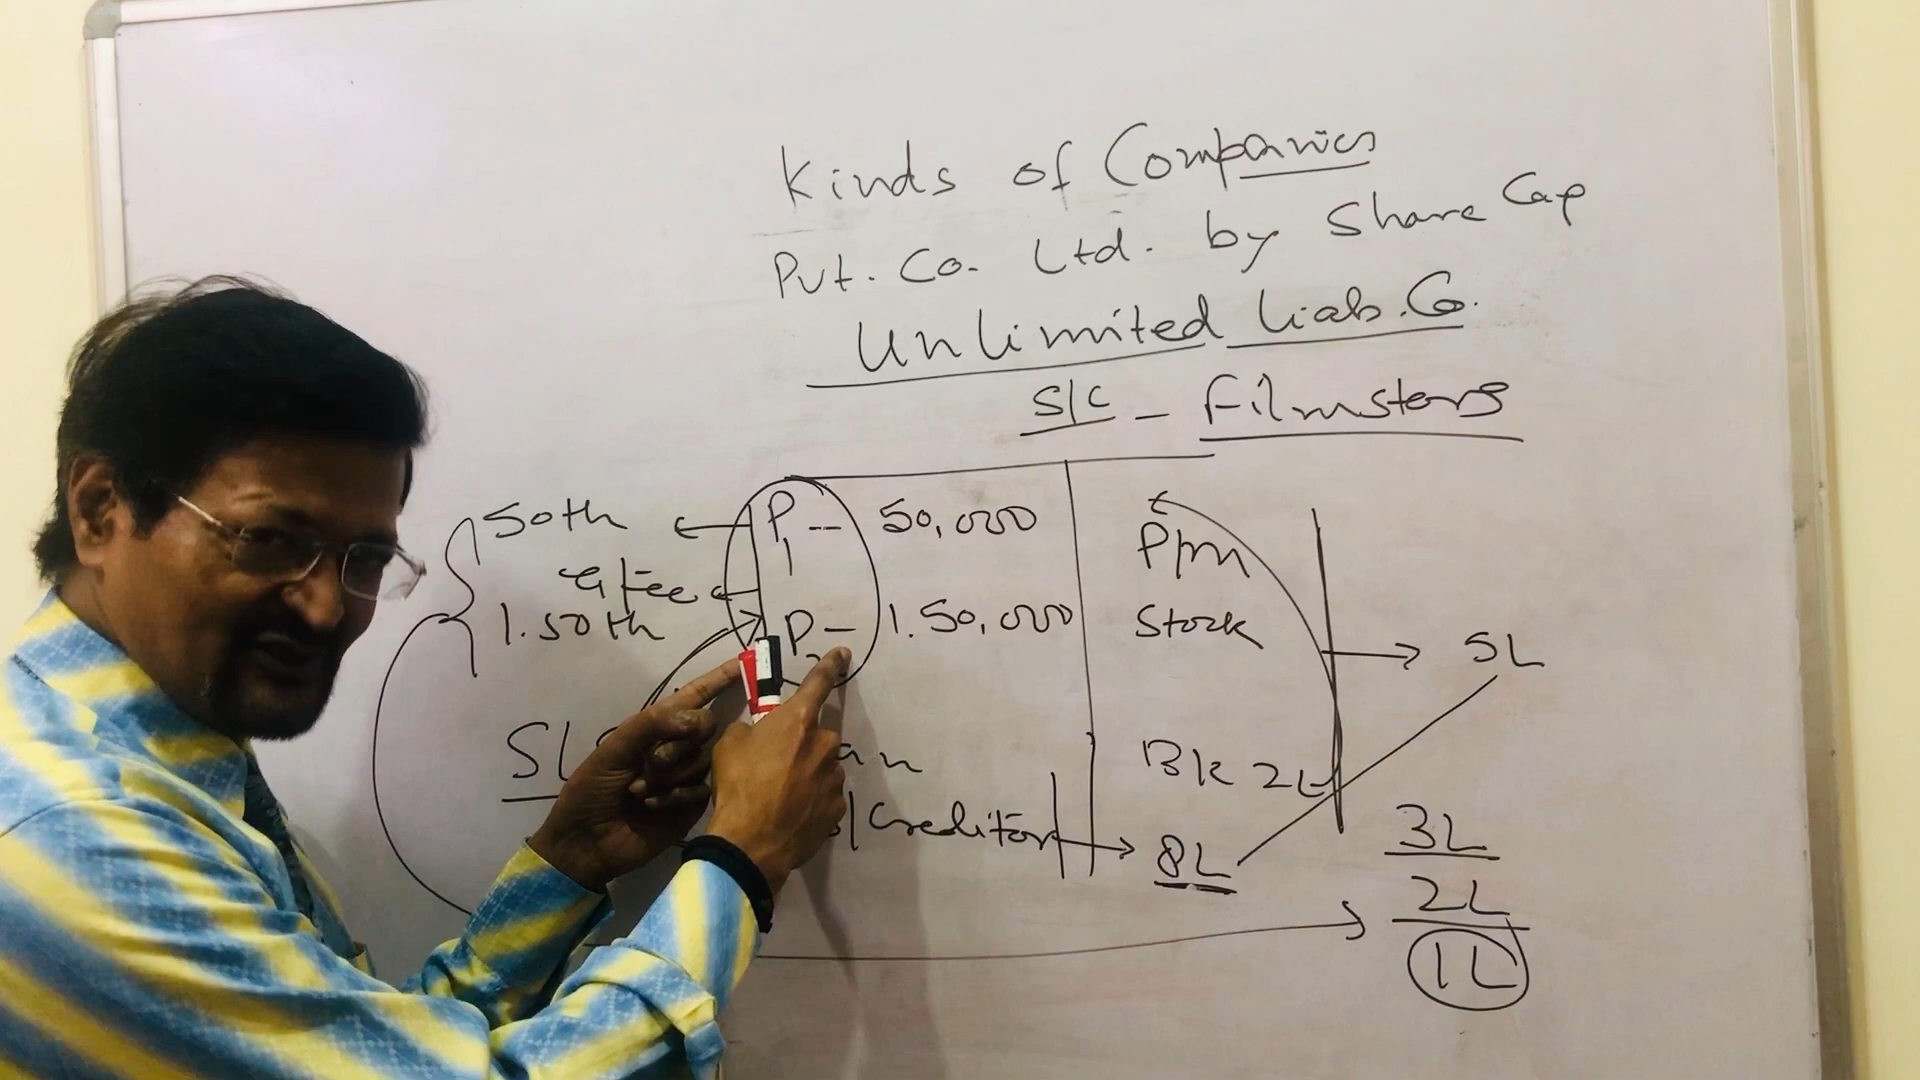 Kinds of Companies
Pvt. Co. Ltd. by Share Cap
Unlimited Liab. Co.
S/C - Filmstars
50th ← P1 - 50,000 P/m
G/fee ←
1.50th P2 - 1.50,000 Stock → 5L
Bk 2L
Creditor → 8L
3L
2L
1L